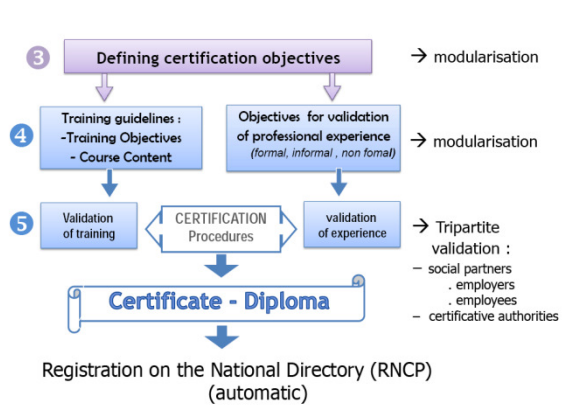 3
Defining certification objectives
→ modularisation
4
Training guidelines :
-Training Objectives
- Course Content
Objectives for validation
of professional experience
(formal, informal , non fomal)
→ modularisation
5
Validation
of training
CERTIFICATION
Procedures
validation
of experience
→ Tripartite
validation :
– social partners
. employers
. employees
– certificative authorities
Certificate - Diploma
Registration on the National Directory (RNCP)
(automatic)